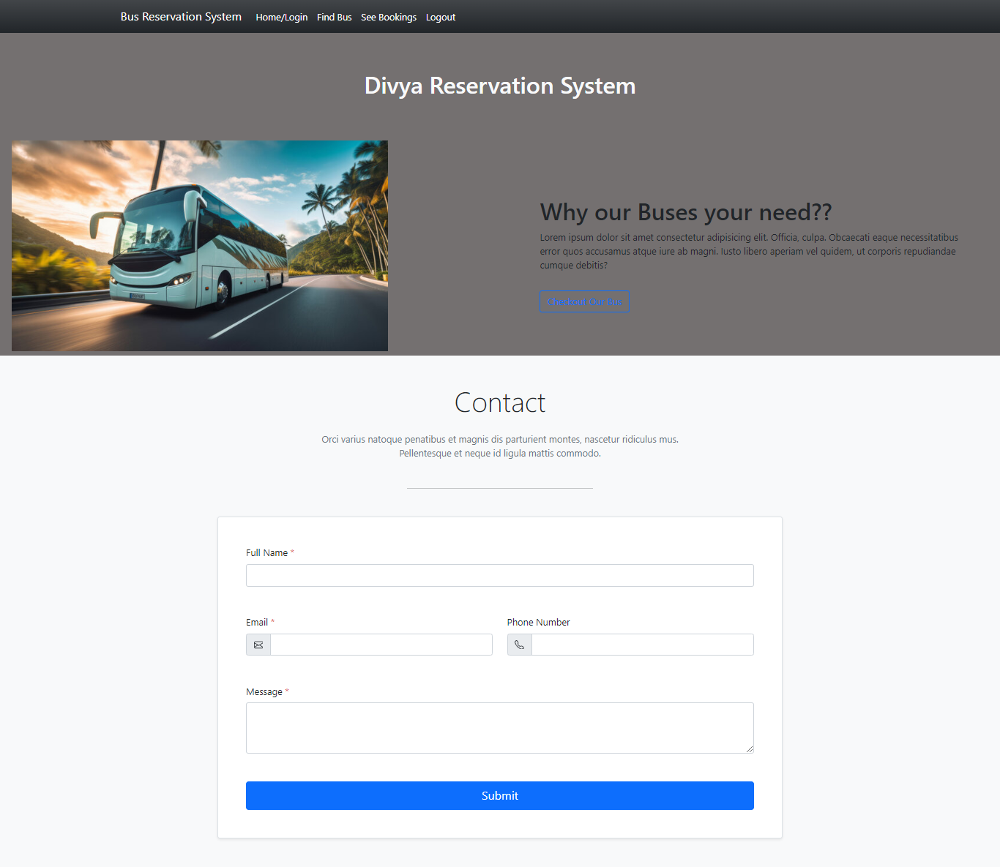 Bus Reservation System Home/Login Find Bus See Bookings Logout
Divya Reservation System
Why our Buses your need??
Lorem ipsum dolor sit amet consectetur adipisicing elit. Officia, culpa. Obcaecati eaque necessitatibus
error quos accusamus atque iure ab magni. Iusto libero aperiam vel quidem, ut corporis repudiandae
cumque debitis?
Checkout Our Bus
Contact
Orci varius natoque penatibus et magnis dis parturient montes, nascetur ridiculus mus.
Pellentesque et neque id ligula mattis commodo.
Full Name *
Email * Phone Number
Message *
Submit